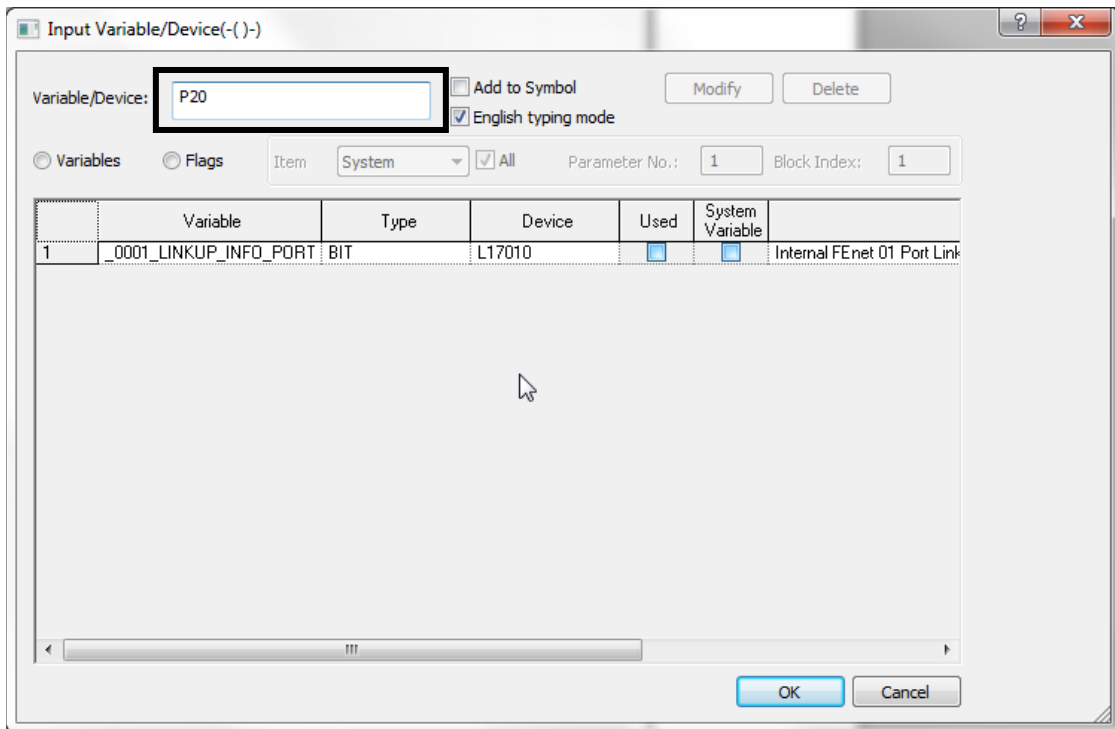 Input Variable/Device(-( )-)
Variable/Device: P20
Add to Symbol
Modify
Delete
English typing mode
Variables
Flags
Item
System
All
Parameter No.: 1
Block Index: 1
Variable
Type
Device
Used
System
Variable
1 _0001_LINKUP_INFO_PORT BIT L17010 Internal FEnet 01 Port Link
OK
Cancel